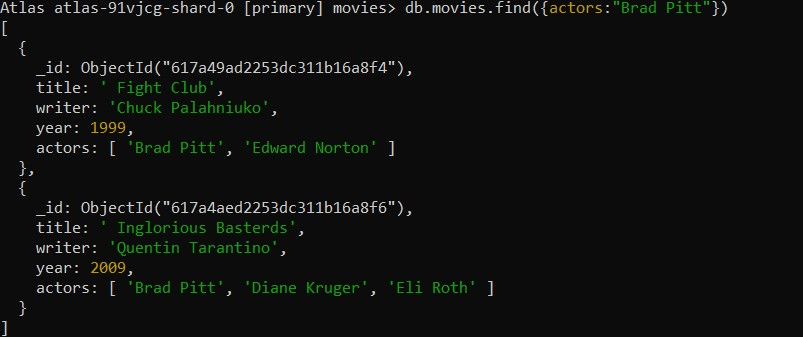 Atlas atlas-91vjcg-shard-0 [primary] movies> db.movies.find({actors:"Brad Pitt"})
[
  {
    _id: ObjectId("617a49ad2253dc311b16a8f4"),
    title: ' Fight Club',
    writer: 'Chuck Palahniuko',
    year: 1999,
    actors: [ 'Brad Pitt', 'Edward Norton' ]
  },
  {
    _id: ObjectId("617a4aed2253dc311b16a8f6"),
    title: ' Inglorious Basterds',
    writer: 'Quentin Tarantino',
    year: 2009,
    actors: [ 'Brad Pitt', 'Diane Kruger', 'Eli Roth' ]
  }
]